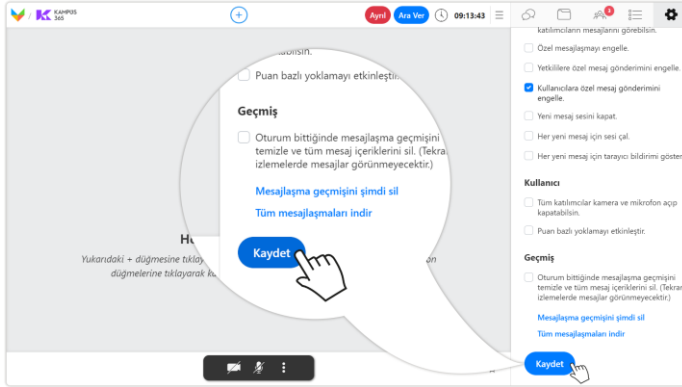 KAMPÜS
365
Ayrıl
Ara Ver
09:13:43
katılımcıların mesajlarını görebilsin.
Özel mesajlaşmayı engelle.
Yetkililere özel mesaj gönderimini engelle.
Kullanıcılara özel mesaj gönderimini
engelle.
Yeni mesaj sesini kapat.
Her yeni mesaj için sesi çal.
Her yeni mesaj için tarayıcı bildirimi göster
Kullanıcı
Tüm katılımcılar kamera ve mikrofon açıp
kapatabilsin.
Puan bazlı yoklamayı etkinleştir.
Geçmiş
Oturum bittiğinde mesajlaşma geçmişini
temizle ve tüm mesaj içeriklerini sil. (Tekrar
izlemelerde mesajlar görünmeyecektir.)
Mesajlaşma geçmişini şimdi sil
Tüm mesajlaşmaları indir
Kaydet
Puan bazlı yoklamayı etkinleştir
Geçmiş
Oturum bittiğinde mesajlaşma geçmişini
temizle ve tüm mesaj içeriklerini sil. (Tekra
izlemelerde mesajlar görünmeyecektir.)
Mesajlaşma geçmişini şimdi sil
Tüm mesajlaşmaları indir
Kaydet
Yukarıdaki + düğmesine tıklay
düğmelerine tıklayarak